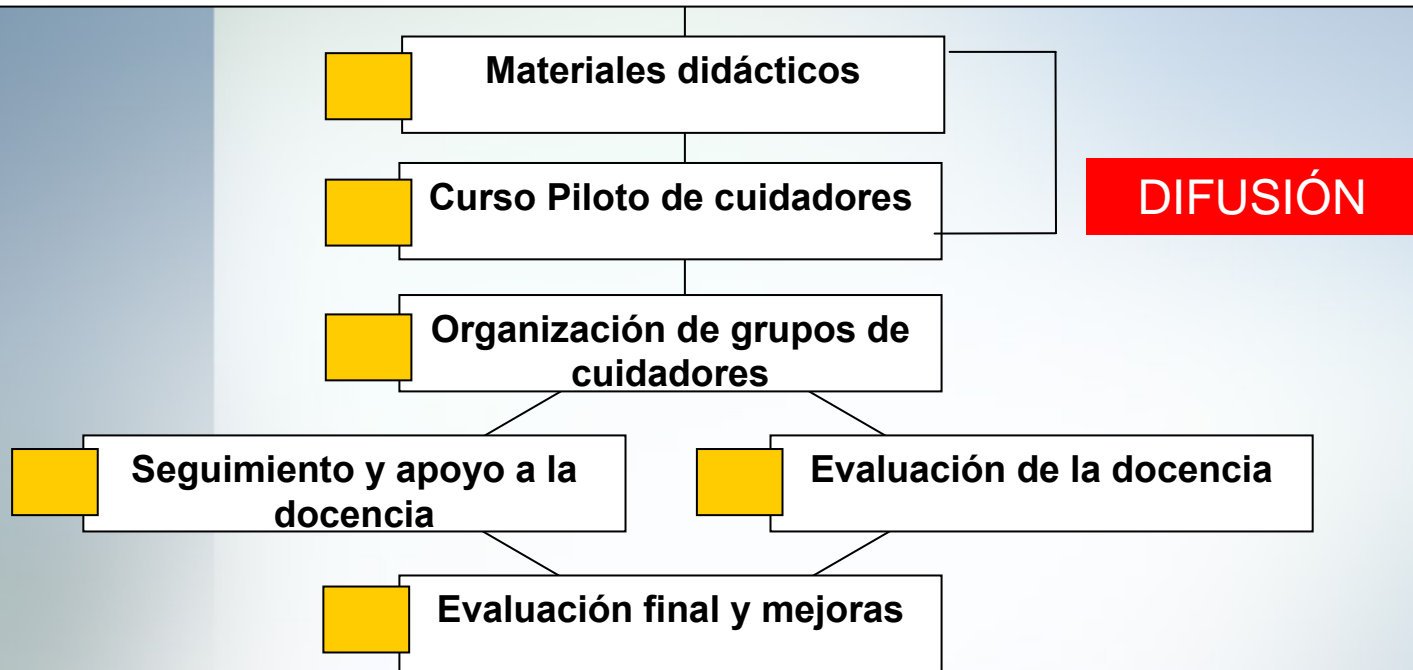 Materiales didácticos
Curso Piloto de cuidadores
DIFUSIÓN
Organización de grupos de
cuidadores
Seguimiento y apoyo a la
docencia
Evaluación de la docencia
Evaluación final y mejoras